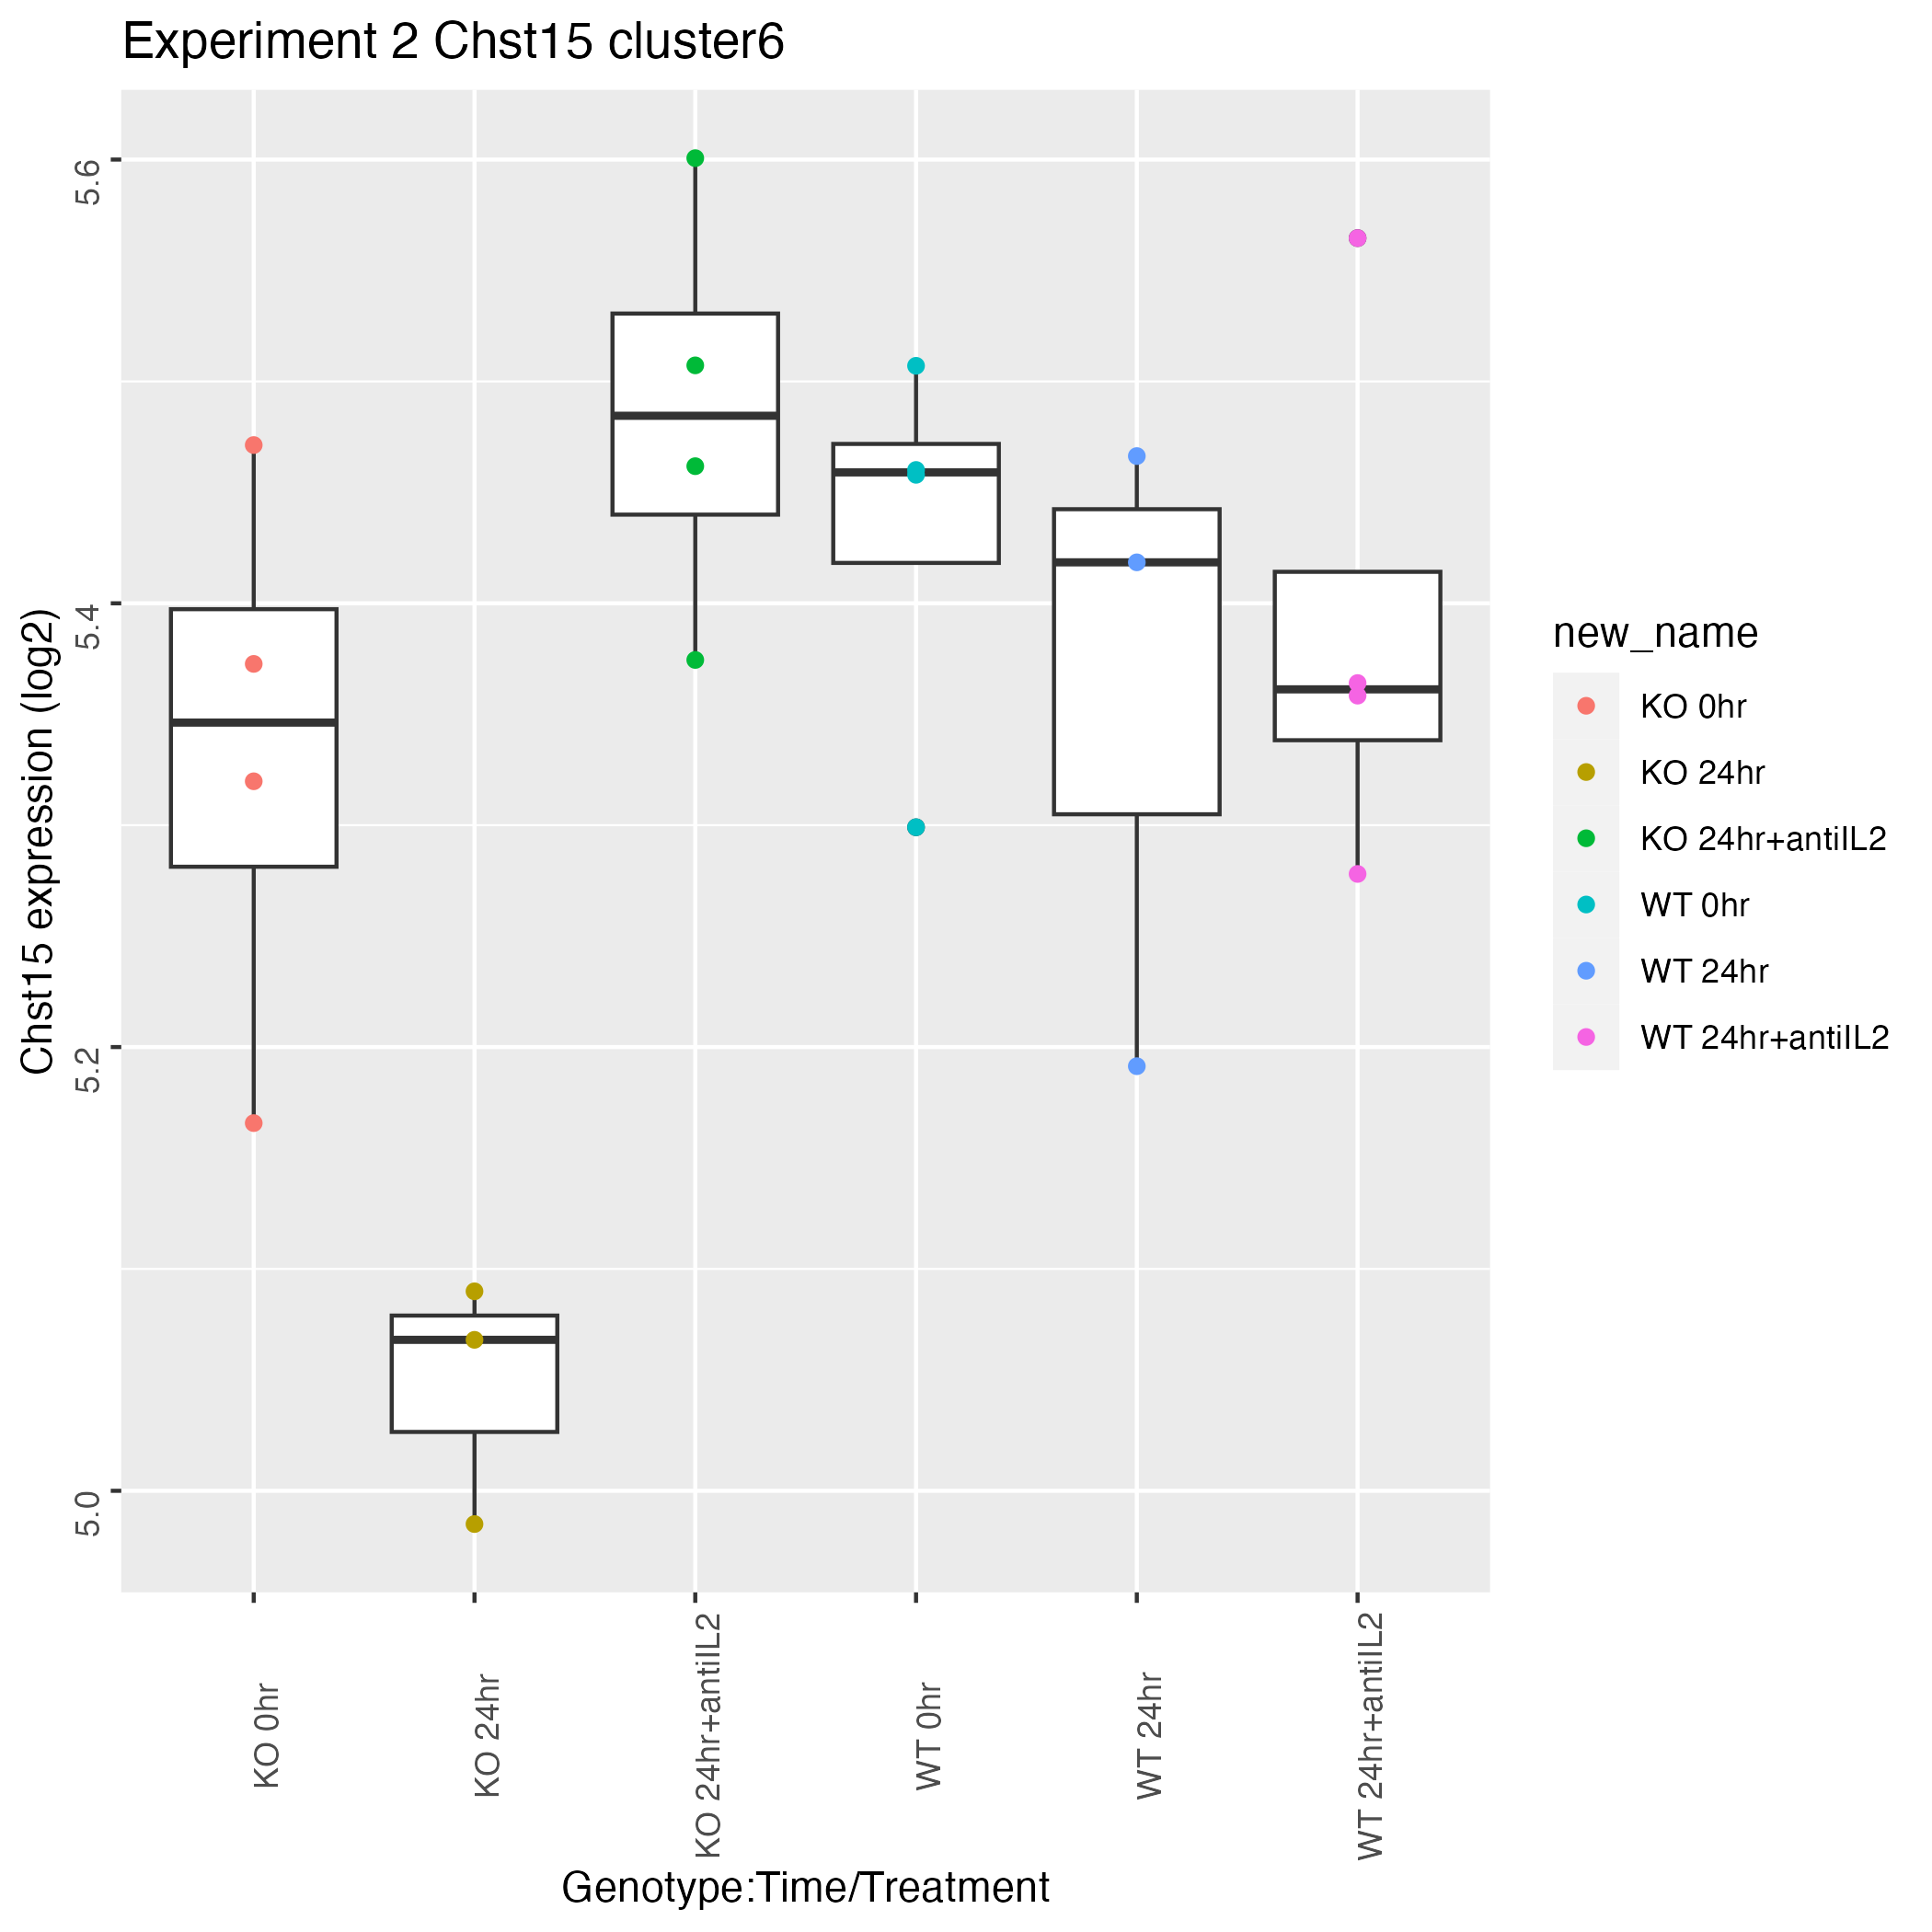 Experiment 2 Chst15 cluster6
Chst15 expression (log2)
5.6
5.4
5.2
5.0
KO 0hr
KO 24hr
KO 24hr+antiIL2
WT 0hr
WT 24hr
WT 24hr+antiIL2
Genotype:Time/Treatment
new_name
KO 0hr
KO 24hr
KO 24hr+antiIL2
WT 0hr
WT 24hr
WT 24hr+antiIL2